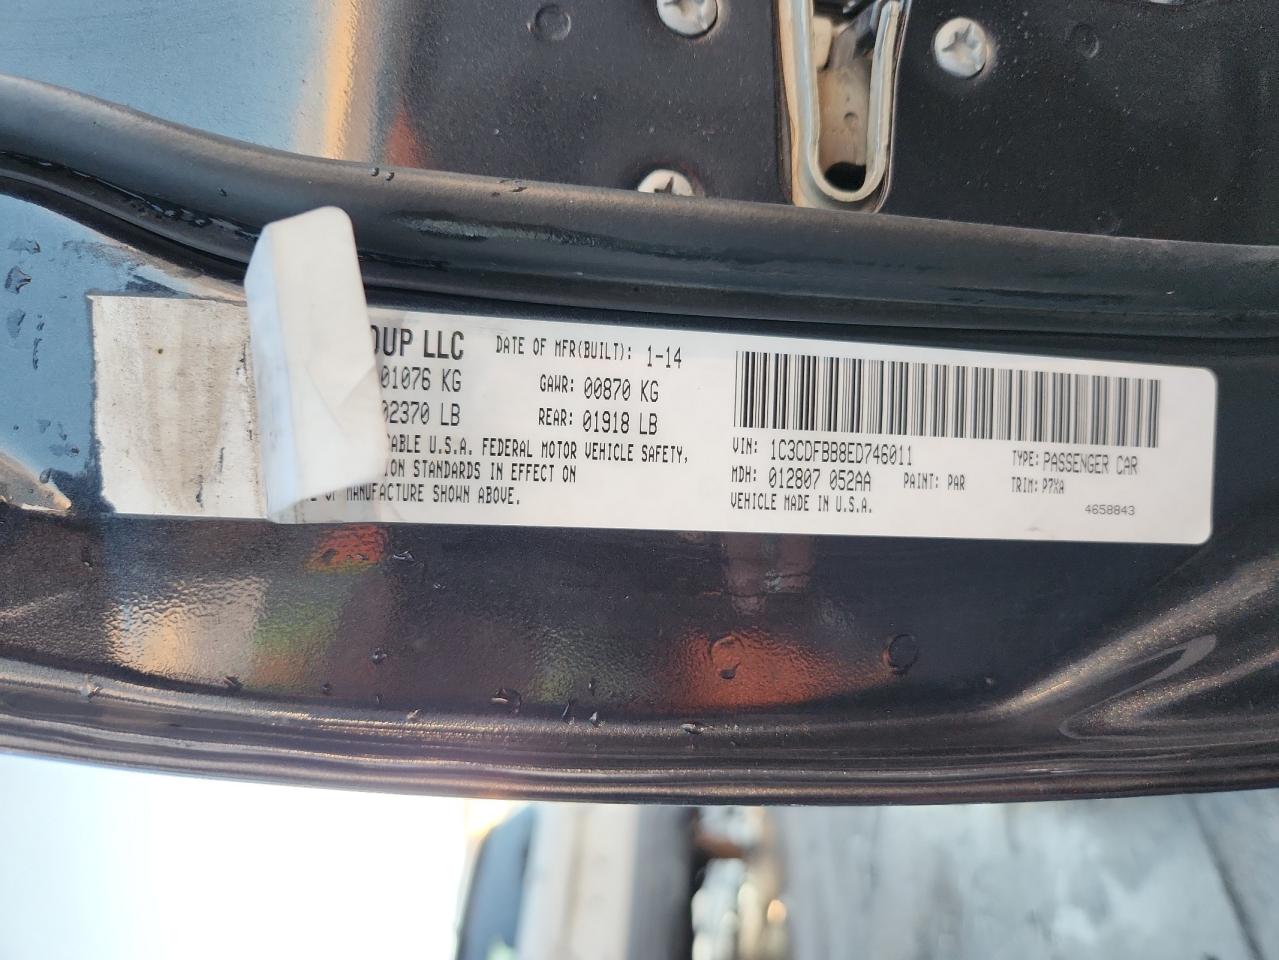 OUP LLC DATE OF MFR(BUILT): 1-14
01076 KG GAWR: 00870 KG
02370 LB REAR: 01918 LB
CABLE U.S.A. FEDERAL MOTOR VEHICLE SAFETY,
ON STANDARDS IN EFFECT ON
E OF MANUFACTURE SHOWN ABOVE.
VIN: 1C3CDFBB8ED746011 TYPE: PASSENGER CAR
MDH: 012807 052AA PAINT: PAR TRIM: P7XA
VEHICLE MADE IN U.S.A. 4658843